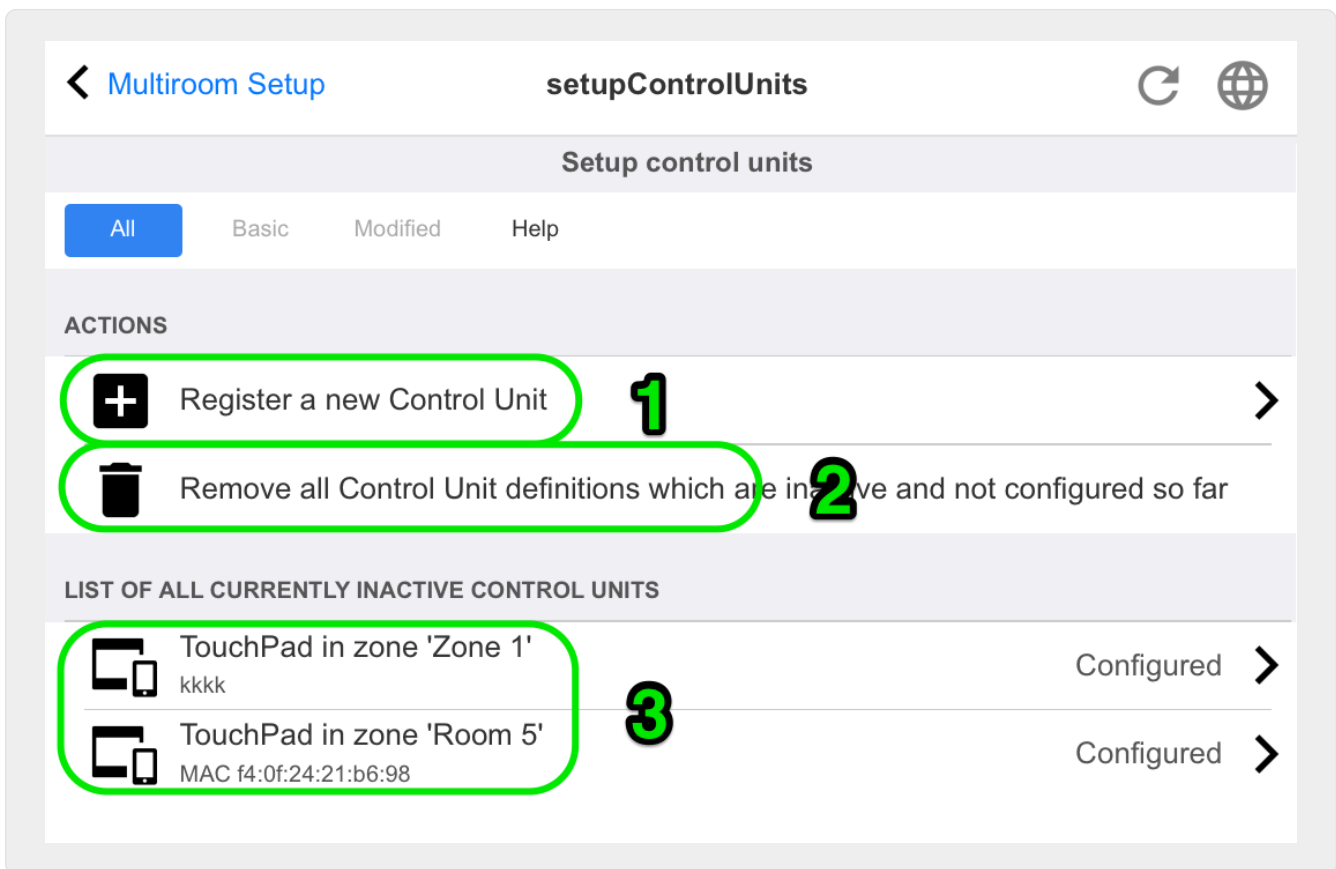 Multiroom Setup setupControlUnits
Setup control units
All Basic Modified Help
ACTIONS
Register a new Control Unit 1
Remove all Control Unit definitions which are inactive and not configured so far
2
LIST OF ALL CURRENTLY INACTIVE CONTROL UNITS
TouchPad in zone 'Zone 1' Configured
kkkk
3
TouchPad in zone 'Room 5' Configured
MAC f4:0f:24:21:b6:98